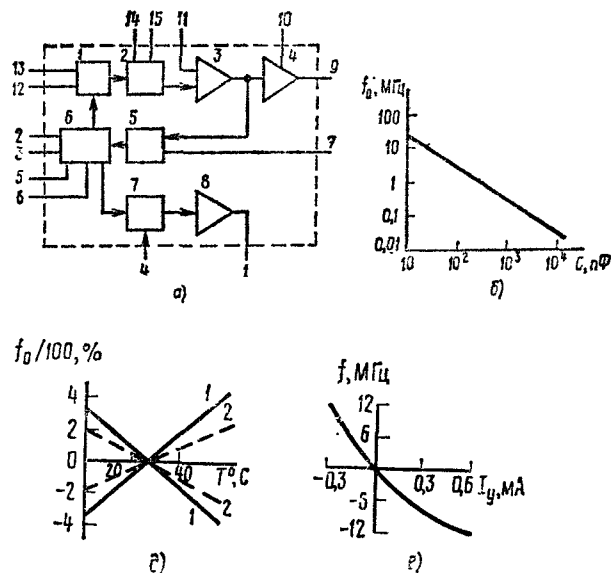 14 15 11 10
1 2 3 4
13
12
9
6 5
2
3
7
5
6
7 8
4 1
а)
f₀, МГц
100
10
1
0,1
0,01
10 10² 10³ 10⁴ C, пФ
б)
f₀/100, %
4
2
0
-2
-4
1
2
20 40 T°, C
2
1
д)
f, МГц
12
6
-0,3 0,3 0,6 Iу, мА
-5
-12
е)